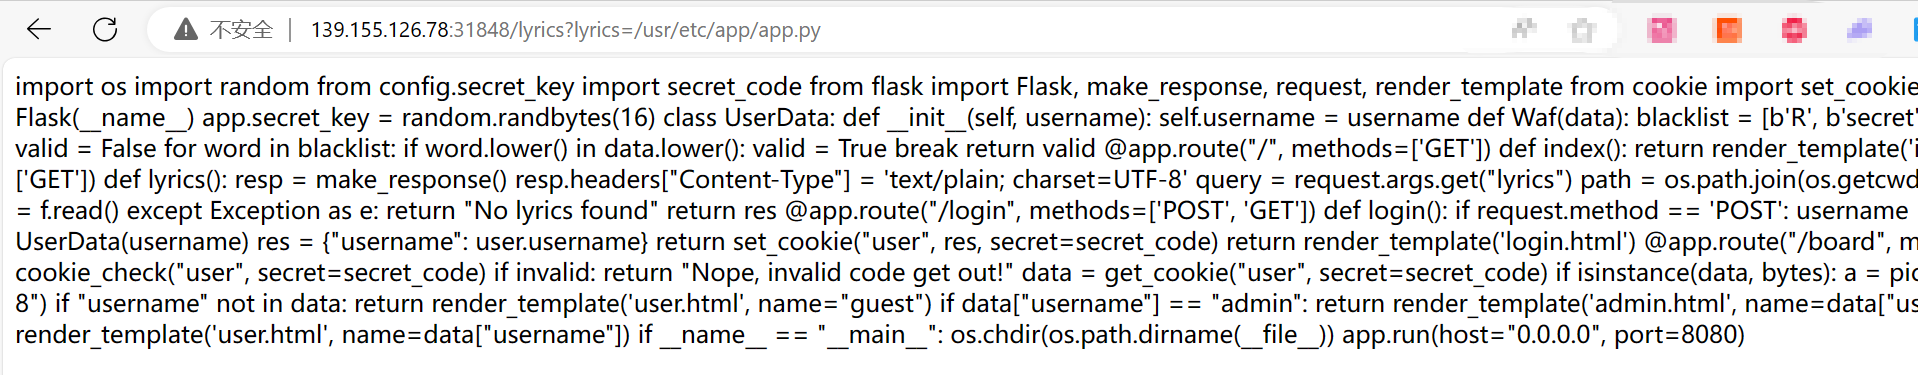 不安全 | 139.155.126.78:31848/lyrics?lyrics=/usr/etc/app/app.py
import os import random from config.secret_key import secret_code from flask import Flask, make_response, request, render_template from cookie import set_cookie
Flask(__name__) app.secret_key = random.randbytes(16) class UserData: def __init__(self, username): self.username = username def Waf(data): blacklist = [b'R', b'secret'
valid = False for word in blacklist: if word.lower() in data.lower(): valid = True break return valid @app.route("/", methods=['GET']) def index(): return render_template('i
['GET']) def lyrics(): resp = make_response() resp.headers["Content-Type"] = 'text/plain; charset=UTF-8' query = request.args.get("lyrics") path = os.path.join(os.getcwd
= f.read() except Exception as e: return "No lyrics found" return res @app.route("/login", methods=['POST', 'GET']) def login(): if request.method == 'POST': username
UserData(username) res = {"username": user.username} return set_cookie("user", res, secret=secret_code) return render_template('login.html') @app.route("/board", m
cookie_check("user", secret=secret_code) if invalid: return "Nope, invalid code get out!" data = get_cookie("user", secret=secret_code) if isinstance(data, bytes): a = pic
8") if "username" not in data: return render_template('user.html', name="guest") if data["username"] == "admin": return render_template('admin.html', name=data["us
render_template('user.html', name=data["username"]) if __name__ == "__main__": os.chdir(os.path.dirname(__file__)) app.run(host="0.0.0.0", port=8080)